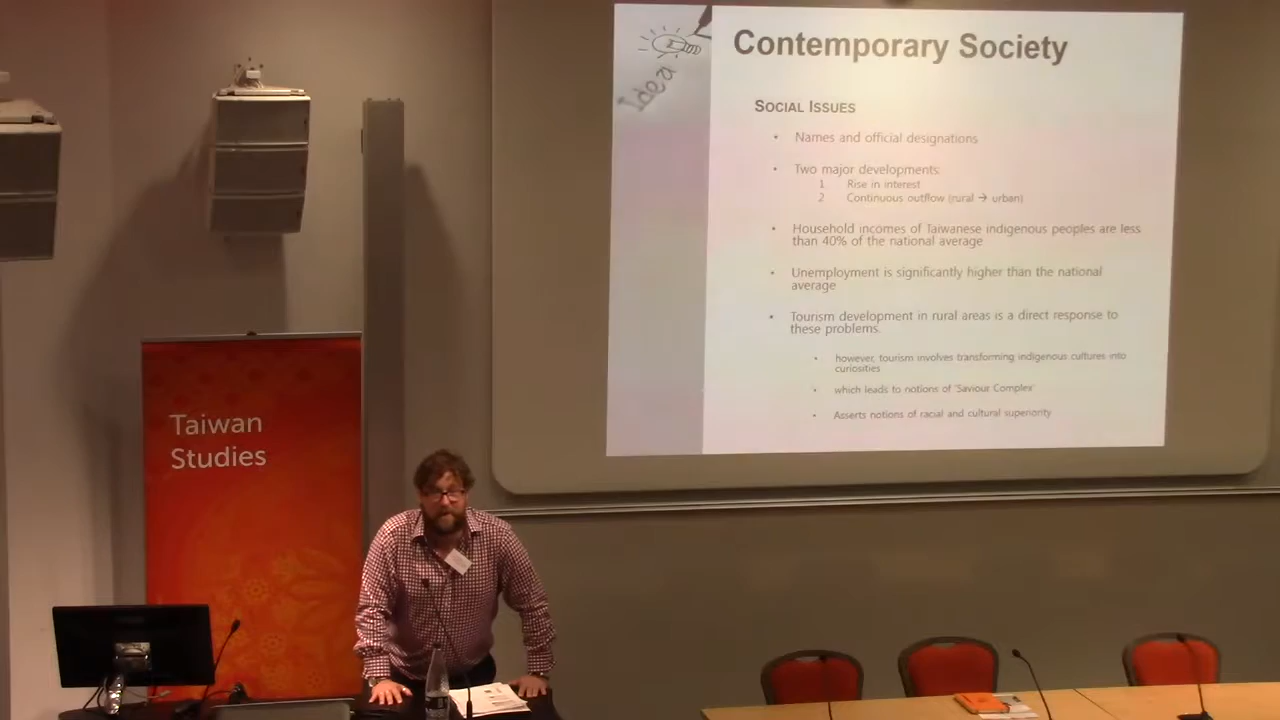 Idea
Contemporary Society
SOCIAL ISSUES
• Names and official designations
• Two major developments:
1 Rise in interest
2 Continuous outflow (rural → urban)
• Household incomes of Taiwanese indigenous peoples are less
than 40% of the national average
• Unemployment is significantly higher than the national
average
• Tourism development in rural areas is a direct response to
these problems.
• however, tourism involves transforming indigenous cultures into
curiosities
• which leads to notions of 'Saviour Complex'
• Asserts notions of racial and cultural superiority
Taiwan
Studies